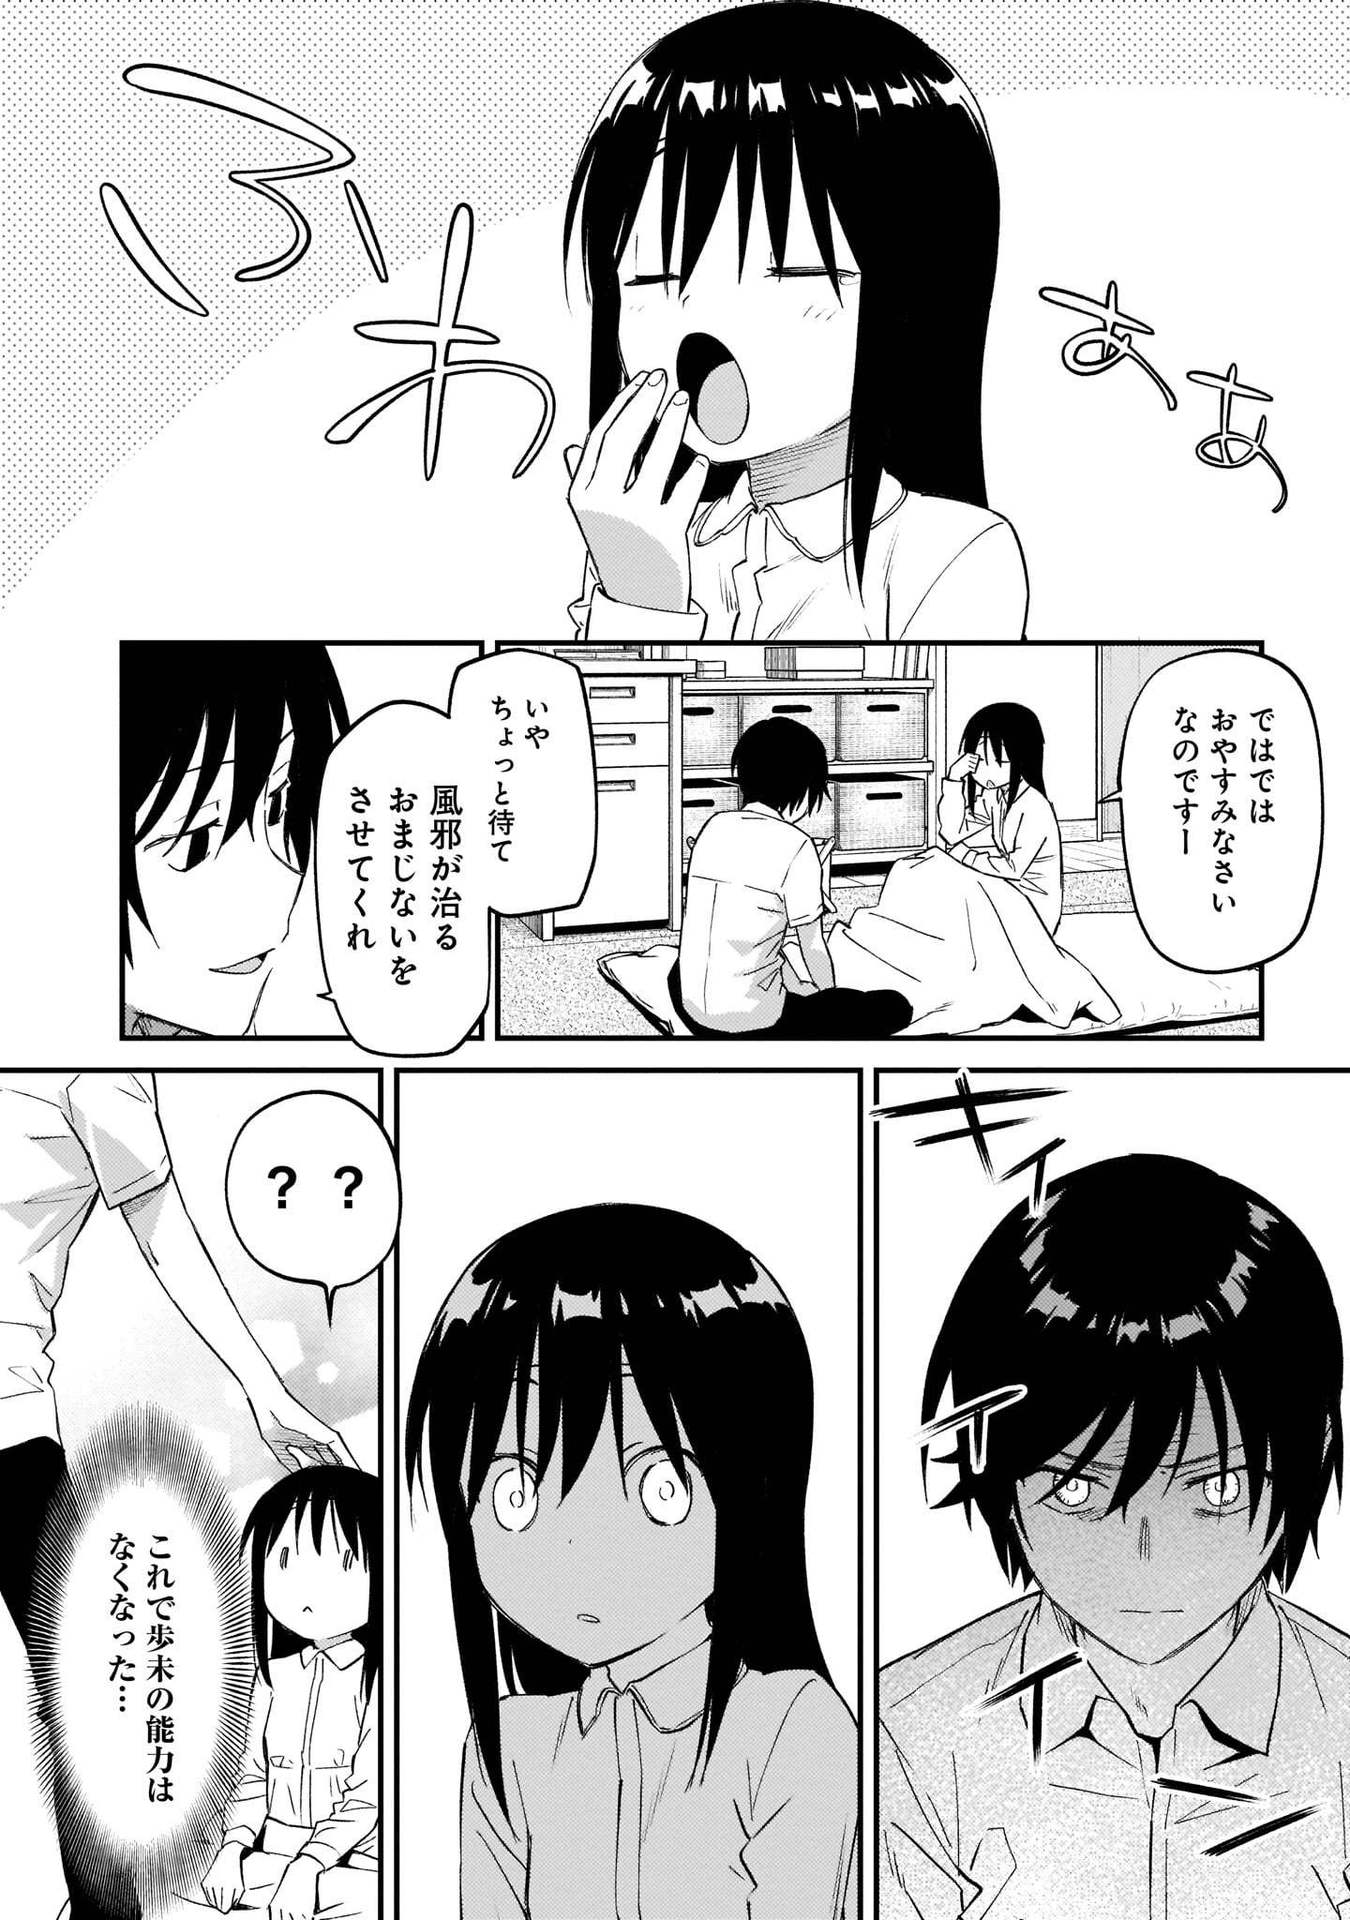 ふわぁぁ
ではでは
おやすみなさい
なのですー
いや
ちょっと待て
風邪が治る
おまじないを
させてくれ
キィィィ
？？
これで歩未の能力は
なくなった…